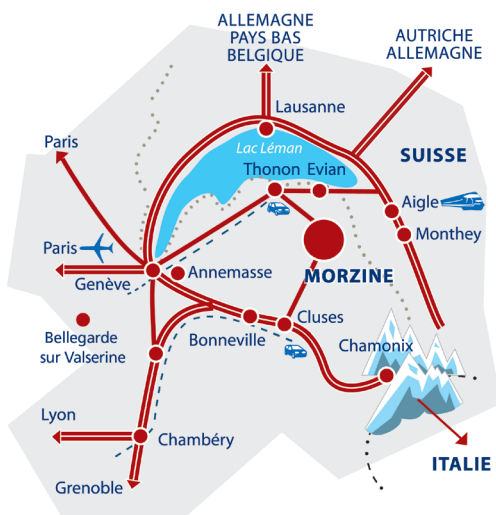 ALLEMAGNE
PAYS BAS
BELGIQUE
AUTRICHE
ALLEMAGNE
Lausanne
Paris
Lac Léman
SUISSE
Thonon Evian
Aigle
Monthey
Paris
Genève
Annemasse
MORZINE
Cluses
Bonneville
Bellegarde
sur Valserine
Chamonix
Lyon
Chambéry
ITALIE
Grenoble